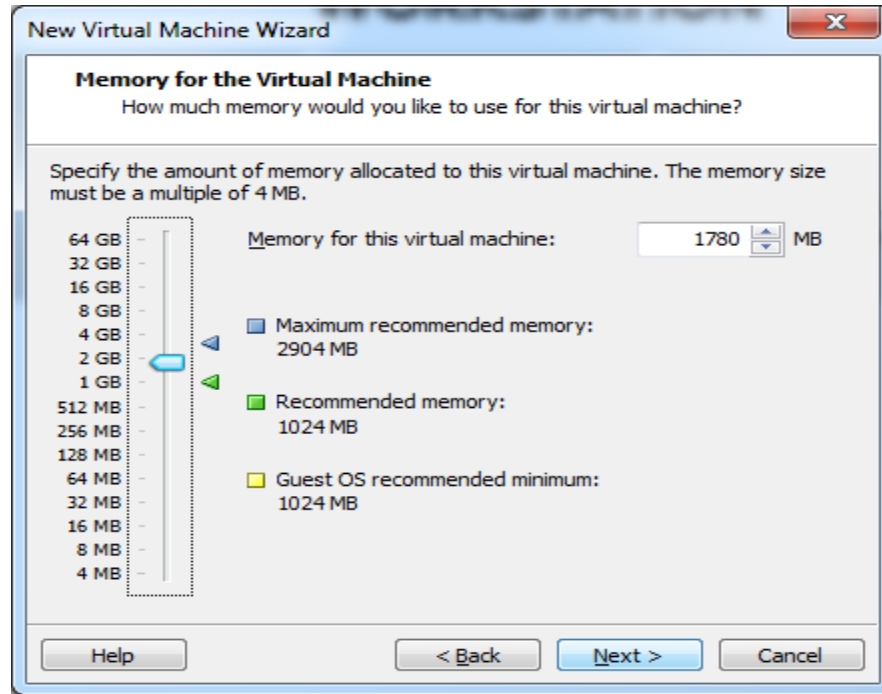 New Virtual Machine Wizard
Memory for the Virtual Machine
How much memory would you like to use for this virtual machine?
Specify the amount of memory allocated to this virtual machine. The memory size
must be a multiple of 4 MB.
Memory for this virtual machine: 1780 MB
64 GB
32 GB
16 GB
8 GB
4 GB
2 GB
1 GB
512 MB
256 MB
128 MB
64 MB
32 MB
16 MB
8 MB
4 MB
Maximum recommended memory:
2904 MB
Recommended memory:
1024 MB
Guest OS recommended minimum:
1024 MB
Help
< Back
Next >
Cancel